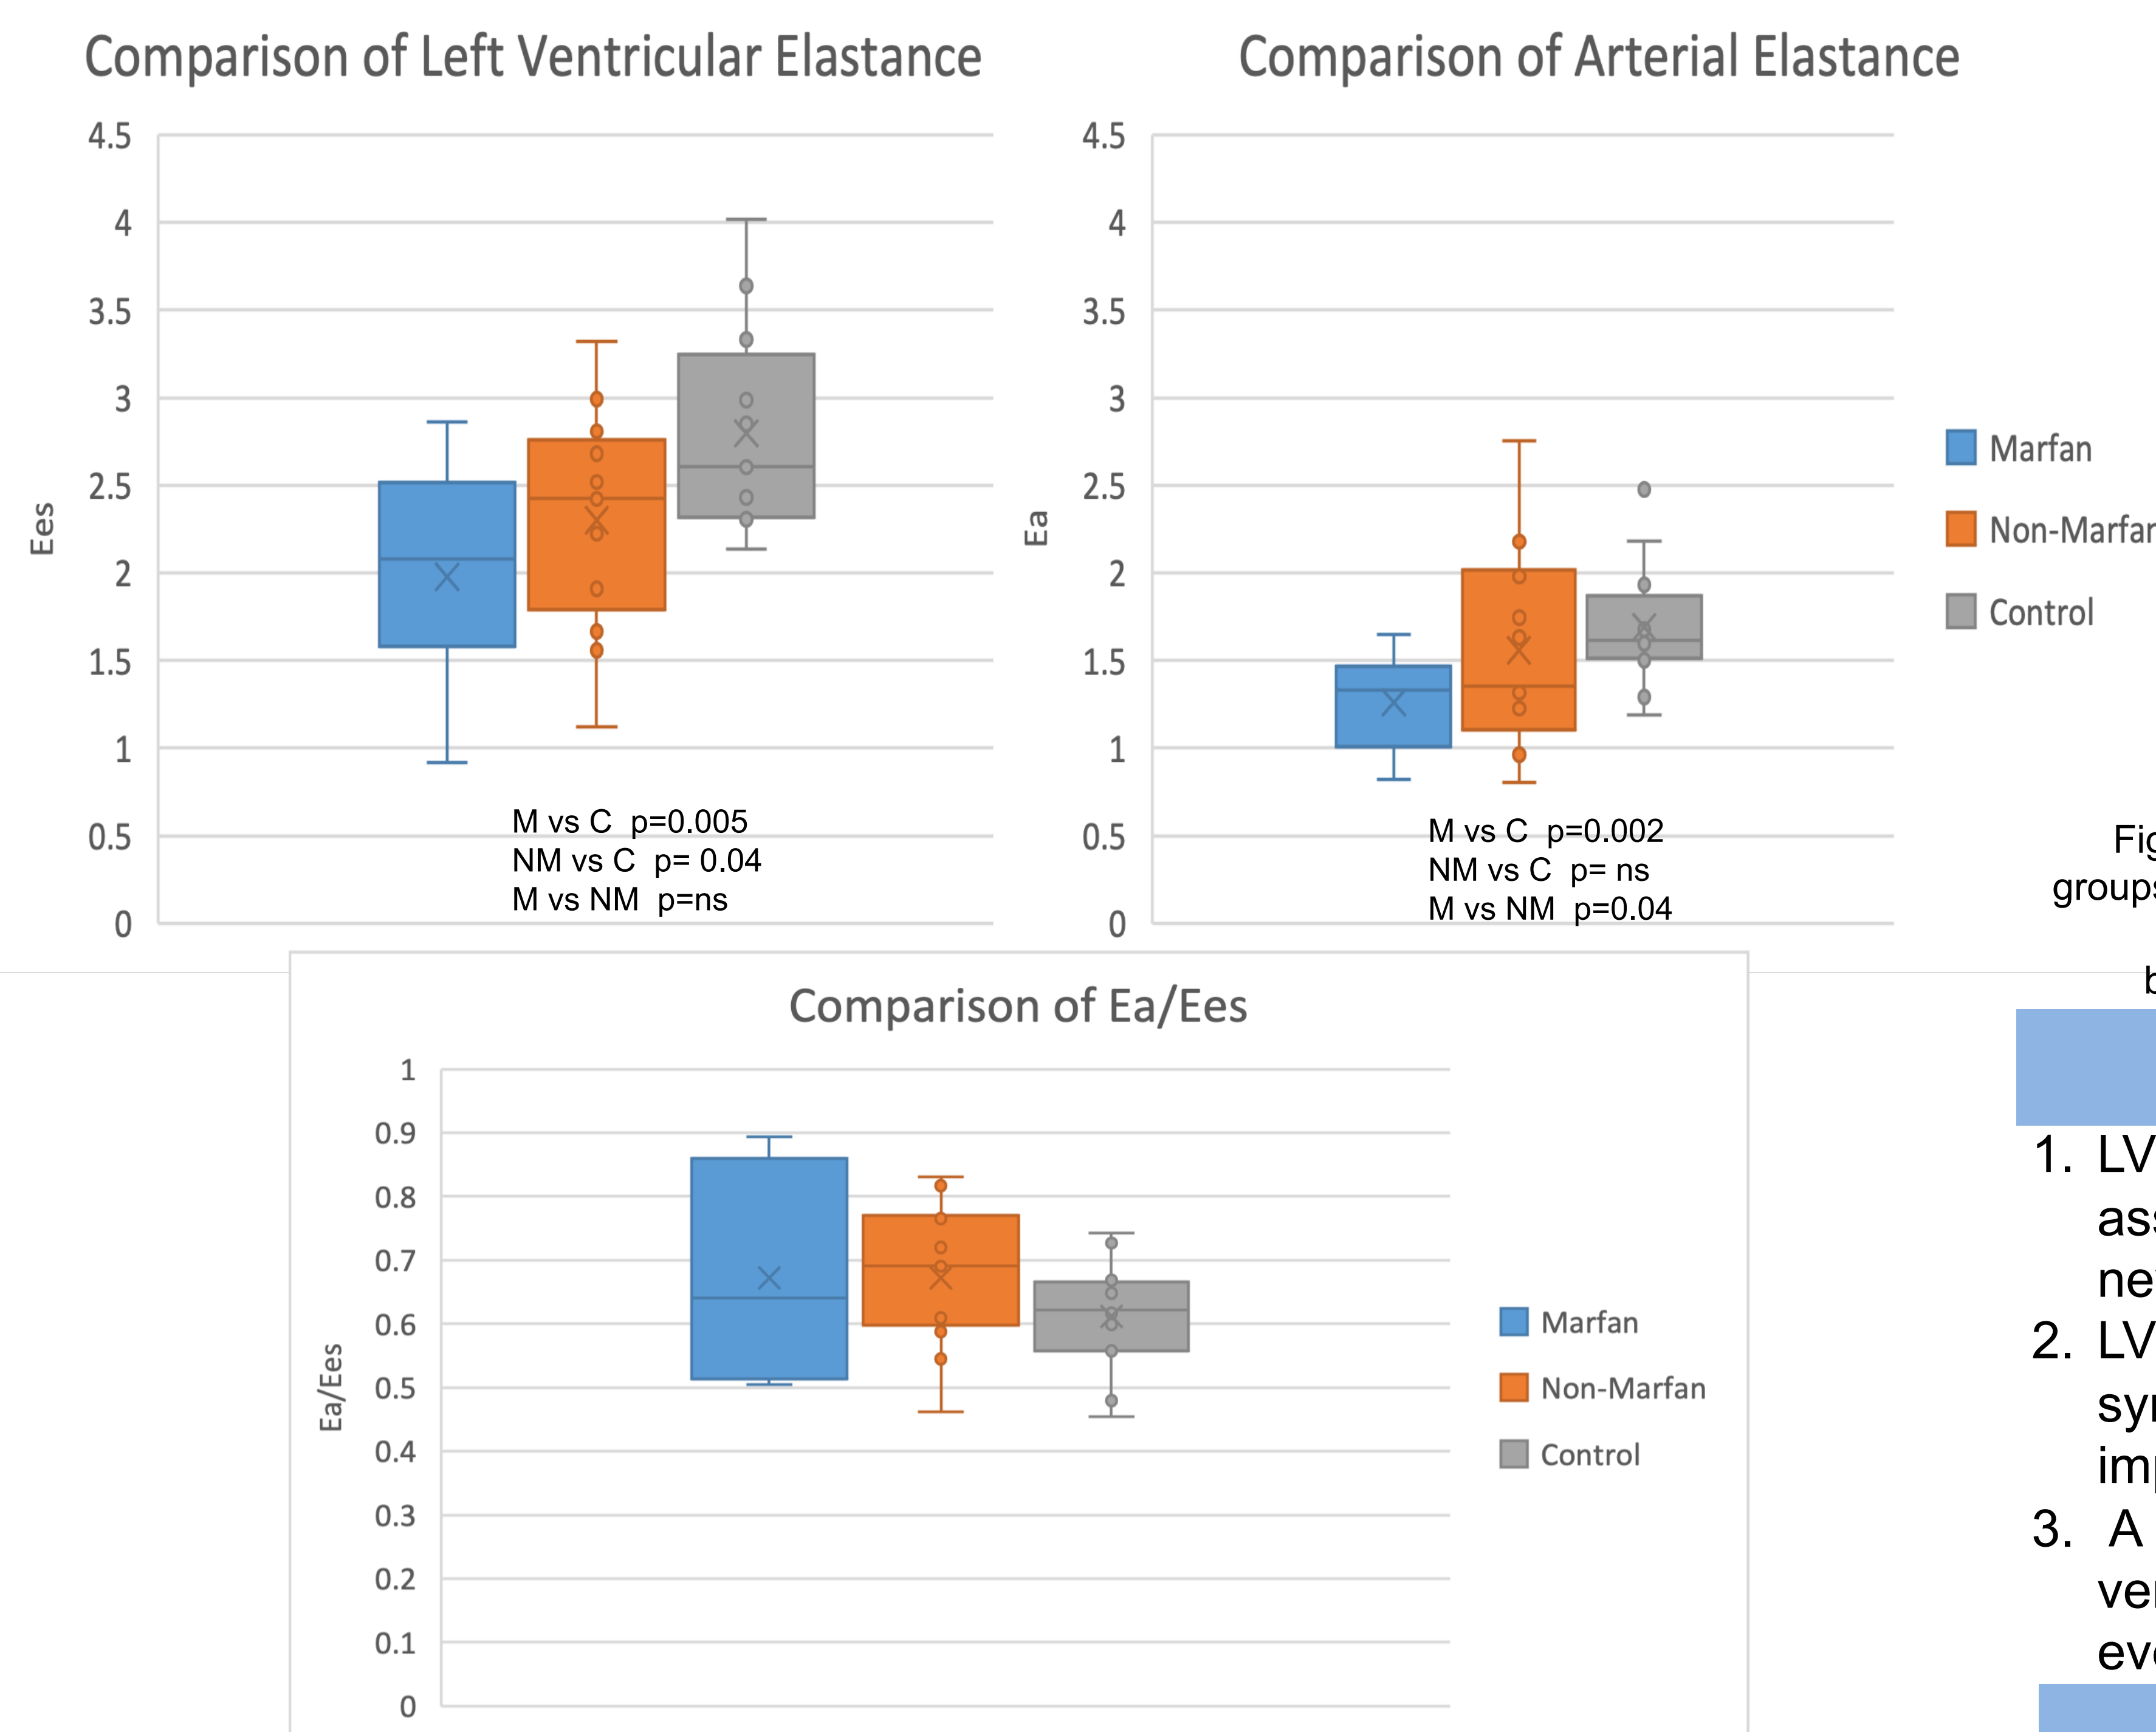 Comparison of Left Ventricular Elastance
4.5
4
3.5
3
2.5
2
1.5
1
0.5
0
Ees
M vs C p=0.005
NM vs C p= 0.04
M vs NM p=ns
Comparison of Arterial Elastance
4.5
4
3.5
3
2.5
2
1.5
1
0.5
0
Ea
M vs C p=0.002
NM vs C p= ns
M vs NM p=0.04
Marfan
Non-Marfan
Control
Comparison of Ea/Ees
1
0.9
0.8
0.7
0.6
0.5
0.4
0.3
0.2
0.1
0
Ea/Ees
Marfan
Non-Marfan
Control
groups
1. LV
2. LV
3. A